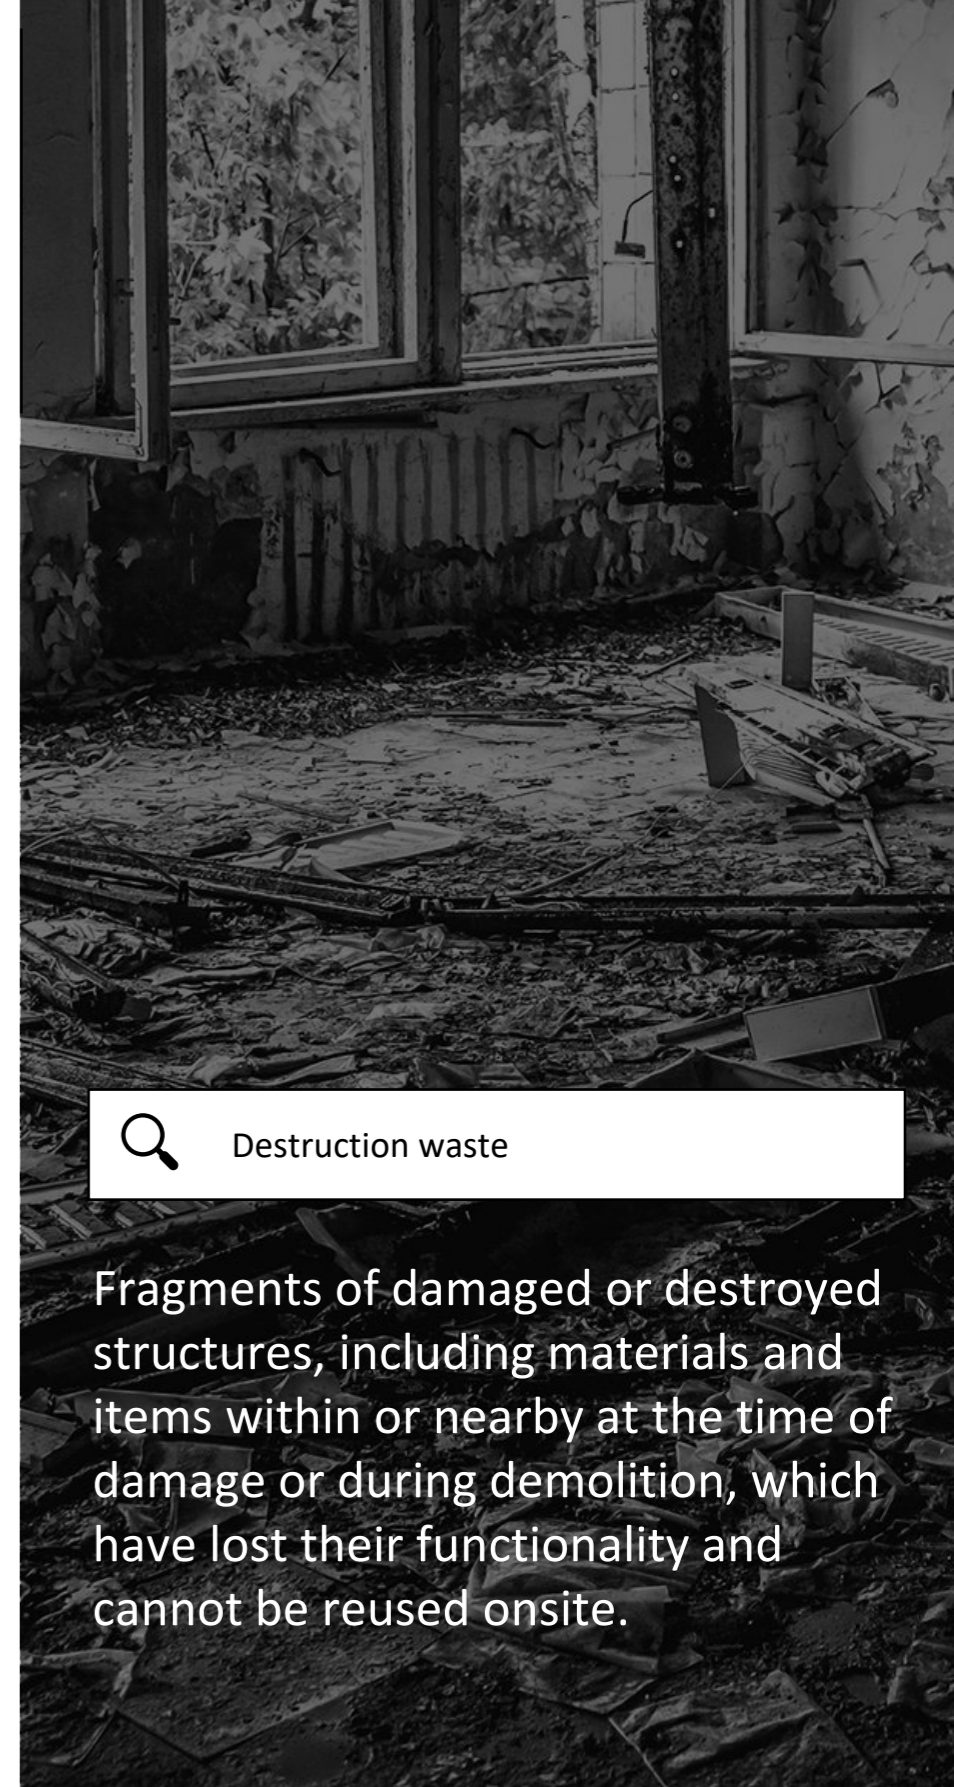 Destruction waste
Fragments of damaged or destroyed
structures, including materials and
items within or nearby at the time of
damage or during demolition, which
have lost their functionality and
cannot be reused onsite.